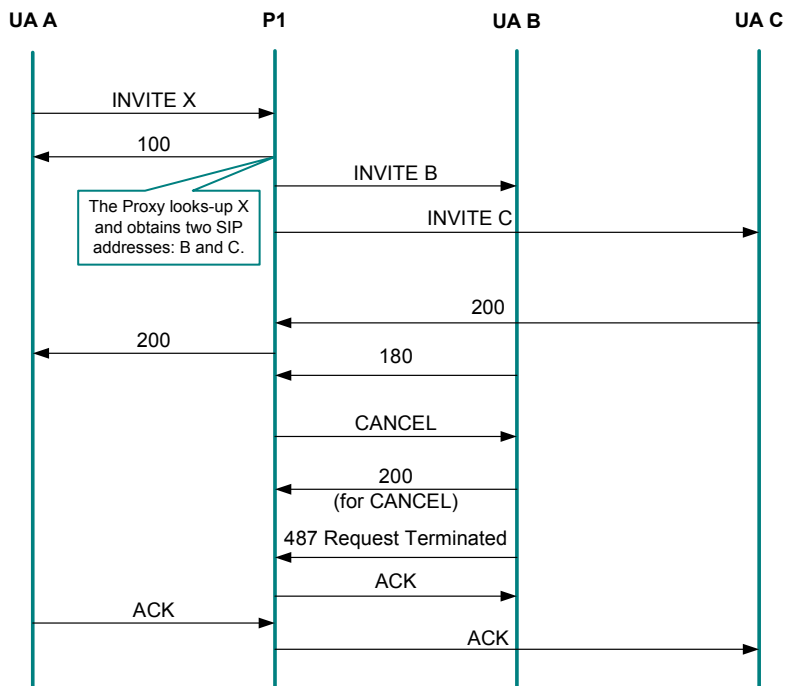 UA A
P1
UA B
UA C
INVITE X
100
INVITE B
The Proxy looks-up X
and obtains two SIP
addresses: B and C.
INVITE C
200
200
180
CANCEL
200
(for CANCEL)
487 Request Terminated
ACK
ACK
ACK